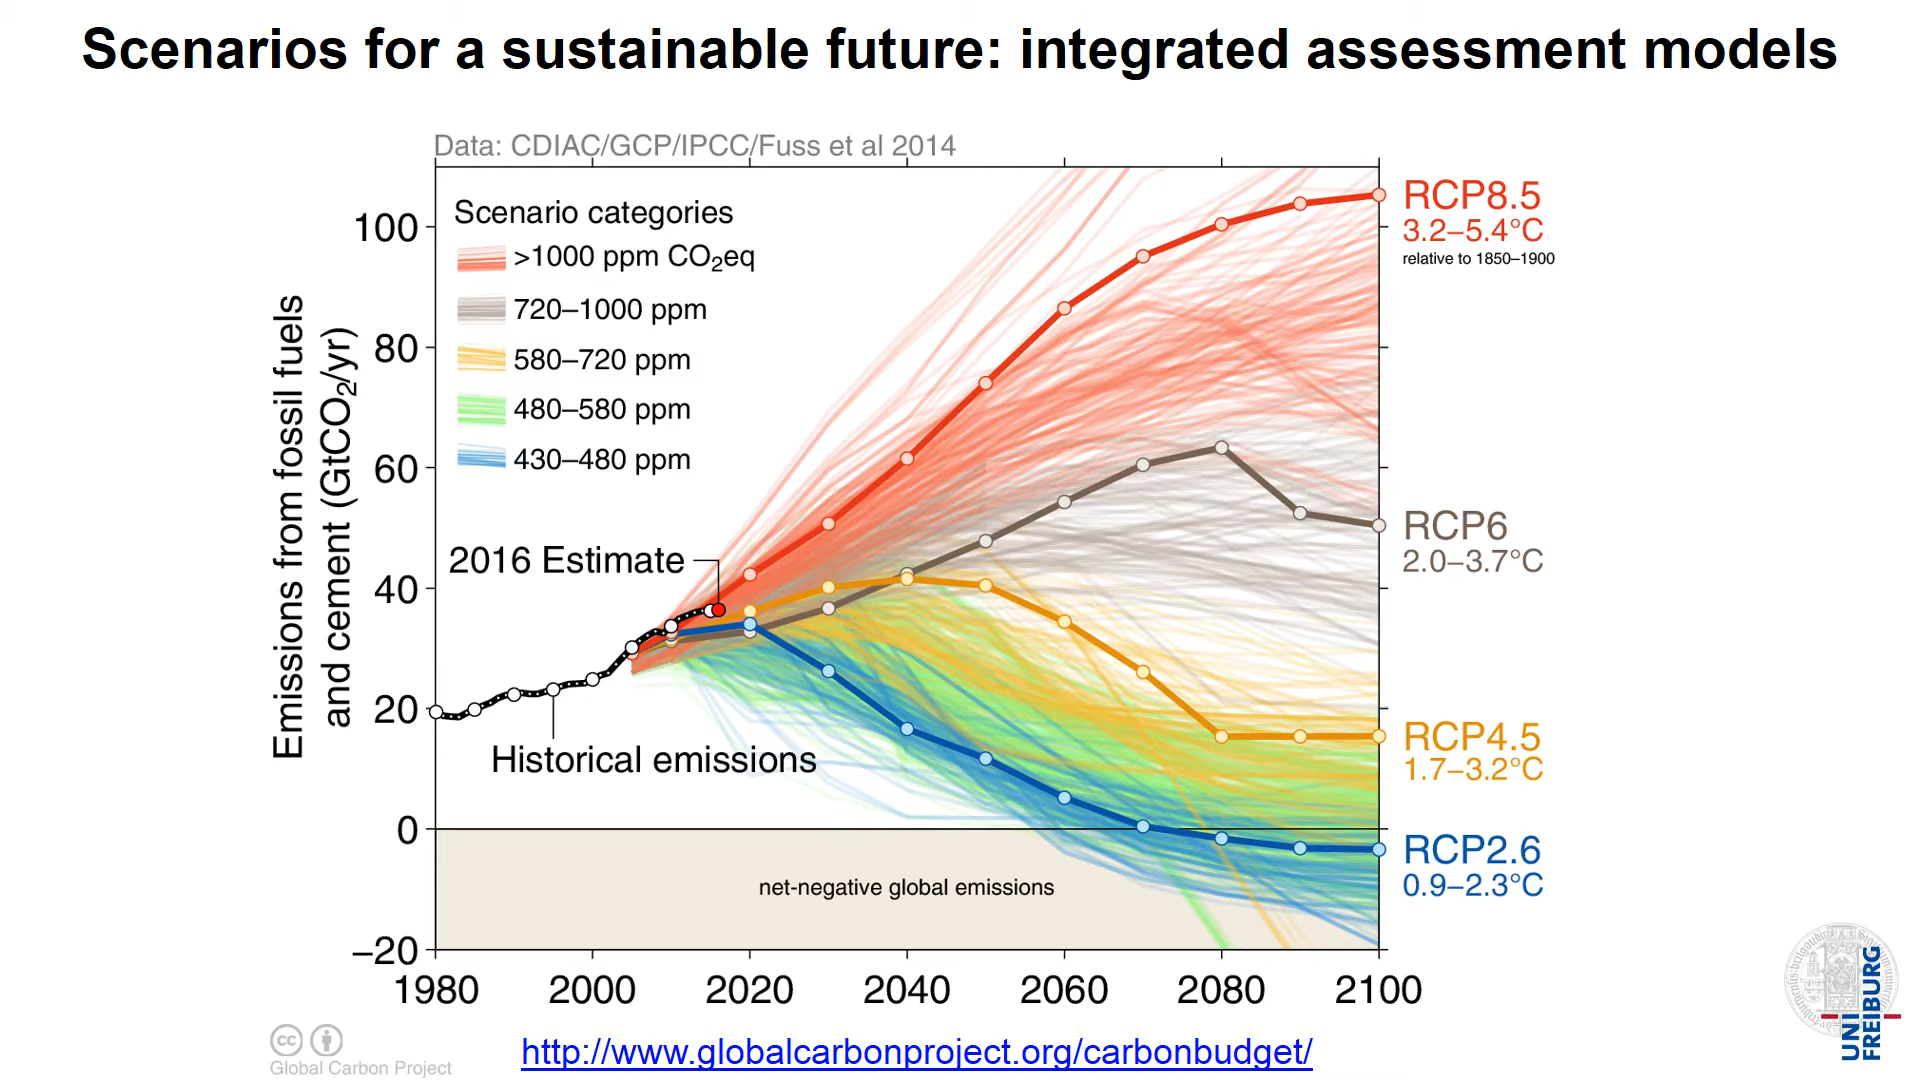 Scenarios for a sustainable future: integrated assessment models
Data: CDIAC/GCP/IPCC/Fuss et al 2014
Scenario categories
>1000 ppm CO₂eq
720–1000 ppm
580–720 ppm
480–580 ppm
430–480 ppm
Emissions from fossil fuels
and cement (GtCO₂/yr)
100
80
60
40
20
0
−20
2016 Estimate
Historical emissions
net-negative global emissions
RCP8.5
3.2–5.4°C
relative to 1850–1900
RCP6
2.0–3.7°C
RCP4.5
1.7–3.2°C
RCP2.6
0.9–2.3°C
1980 2000 2020 2040 2060 2080 2100
cc
Global Carbon Project
http://www.globalcarbonproject.org/carbonbudget/
UNI
FREIBURG